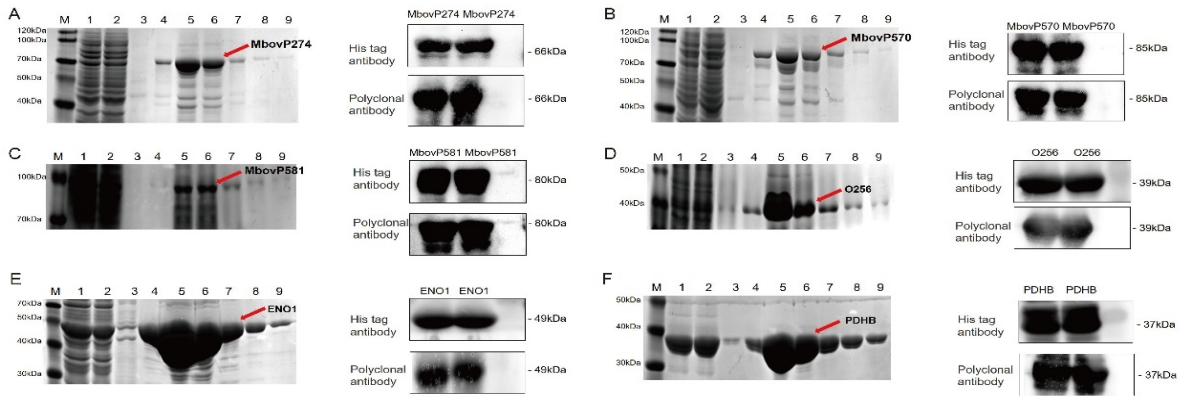 A
M 1 2 3 4 5 6 7 8 9
120kDa
100kDa
70kDa
50kDa
40kDa
MbovP274
MbovP274 MbovP274
His tag
antibody
- 66kDa
Polyclonal
antibody
- 66kDa
B
M 1 2 3 4 5 6 7 8 9
120kDa
100kDa
70kDa
50kDa
40kDa
MbovP570
MbovP570 MbovP570
His tag
antibody
- 85kDa
Polyclonal
antibody
- 85kDa
C
M 1 2 3 4 5 6 7 8 9
100kDa
70kDa
MbovP581
MbovP581 MbovP581
His tag
antibody
- 80kDa
Polyclonal
antibody
- 80kDa
D
M 1 2 3 4 5 6 7 8 9
50kDa
40kDa
O256
O256 O256
His tag
antibody
- 39kDa
Polyclonal
antibody
- 39kDa
E
M 1 2 3 4 5 6 7 8 9
70kDa
50kDa
40kDa
30kDa
ENO1
ENO1 ENO1
His tag
antibody
- 49kDa
Polyclonal
antibody
- 49kDa
F
M 1 2 3 4 5 6 7 8 9
50kDa
40kDa
30kDa
PDHB
PDHB PDHB
His tag
antibody
- 37kDa
Polyclonal
antibody
- 37kDa